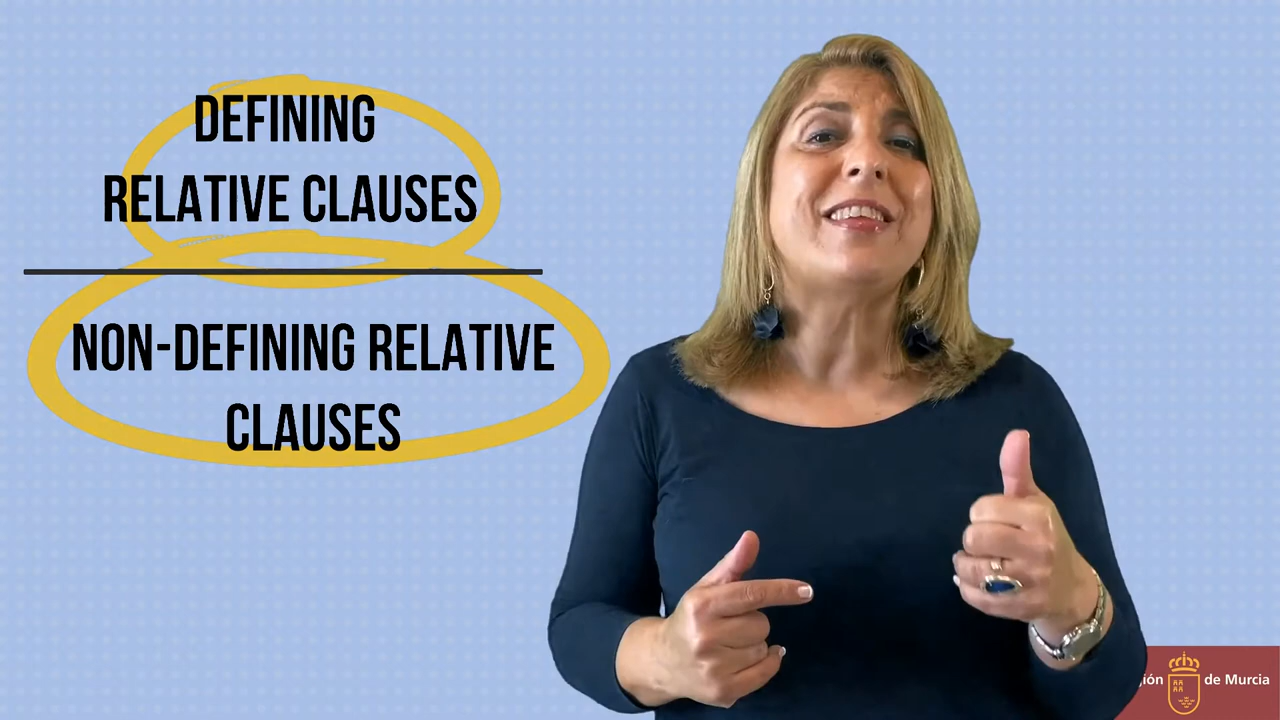 DEFINING
RELATIVE CLAUSES
NON-DEFINING RELATIVE
CLAUSES
de Murcia